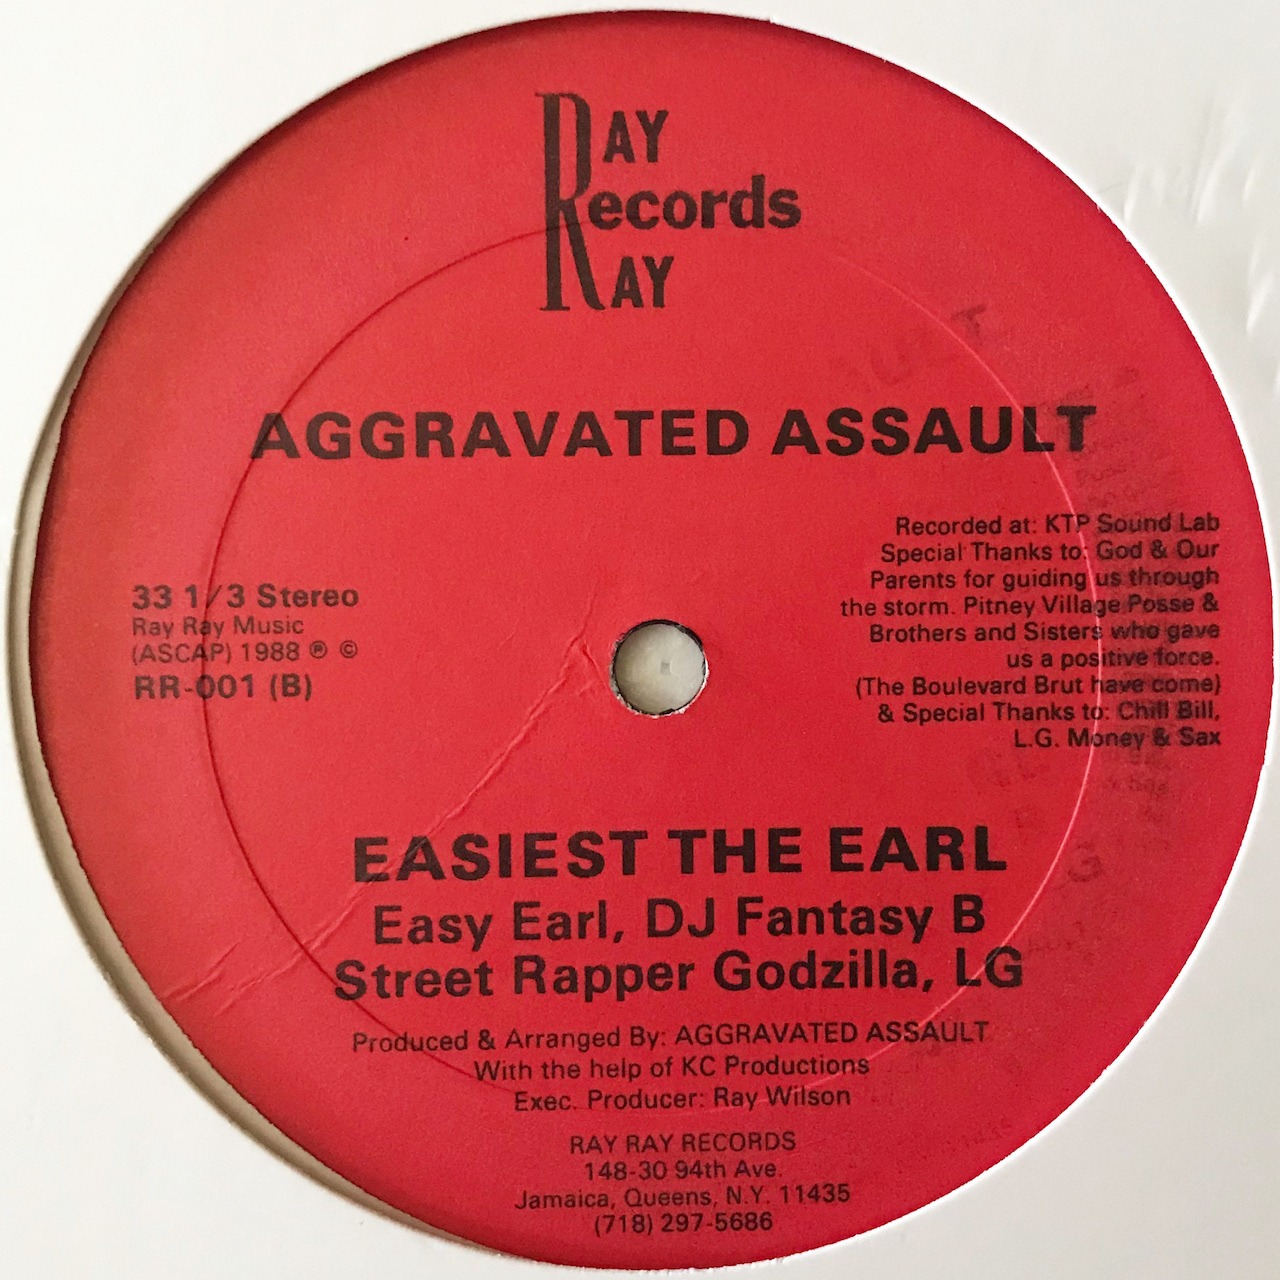 RAY
Records
RAY
AGGRAVATED ASSAULT
33 1/3 Stereo
Ray Ray Music
(ASCAP) 1988 ℗ ©
RR-001 (B)
Recorded at: KTP Sound Lab
Special Thanks to: God & Our
Parents for guiding us through
the storm. Pitney Village Posse &
Brothers and Sisters who gave
us a positive force.
(The Boulevard Brut have come)
& Special Thanks to: Chill Bill,
L.G. Money & Sax
EASIEST THE EARL
Easy Earl, DJ Fantasy B
Street Rapper Godzilla, LG
Produced & Arranged By: AGGRAVATED ASSAULT
With the help of KC Productions
Exec. Producer: Ray Wilson
RAY RAY RECORDS
148-30 94th Ave.
Jamaica, Queens, N.Y. 11435
(718) 297-5686